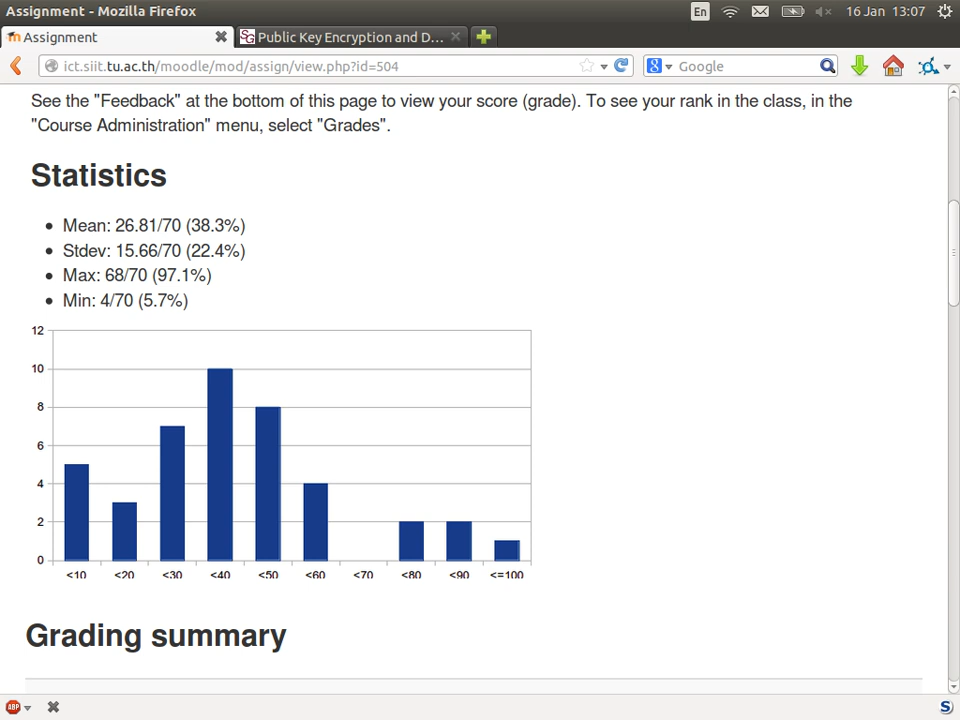 Assignment - Mozilla Firefox
En
16 Jan 13:07
Assignment
SG Public Key Encryption and D...
ict.siit.tu.ac.th/moodle/mod/assign/view.php?id=504
8 Google
See the "Feedback" at the bottom of this page to view your score (grade). To see your rank in the class, in the
"Course Administration" menu, select "Grades".
Statistics
Mean: 26.81/70 (38.3%)
Stdev: 15.66/70 (22.4%)
Max: 68/70 (97.1%)
Min: 4/70 (5.7%)
12
10
8
6
4
2
0
<10 <20 <30 <40 <50 <60 <70 <80 <90 <=100
Grading summary
ABP
S